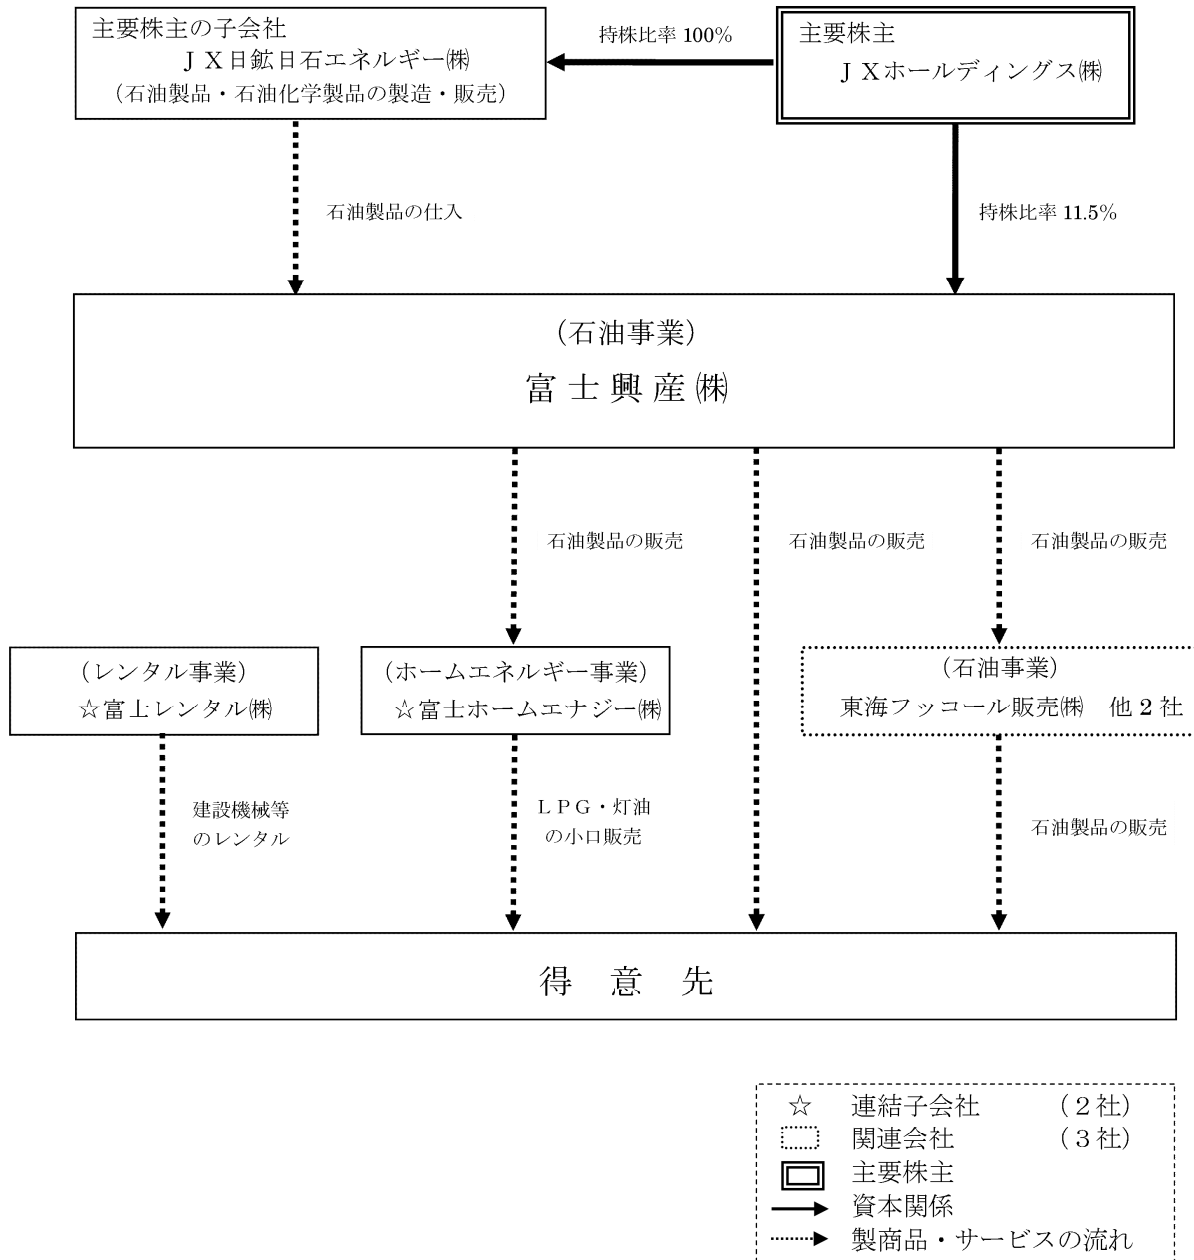 主要株主の子会社
ＪＸ日鉱日石エネルギー㈱
（石油製品・石油化学製品の製造・販売）
持株比率 100%
主要株主
ＪＸホールディングス㈱
石油製品の仕入
持株比率 11.5%
（石油事業）
富士興産㈱
石油製品の販売
石油製品の販売
石油製品の販売
（レンタル事業）
☆富士レンタル㈱
（ホームエネルギー事業）
☆富士ホームエナジー㈱
（石油事業）
東海フッコール販売㈱　他２社
建設機械等
のレンタル
ＬＰＧ・灯油
の小口販売
石油製品の販売
得　意　先
☆　連結子会社　（２社）
関連会社　（３社）
主要株主
資本関係
製商品・サービスの流れ